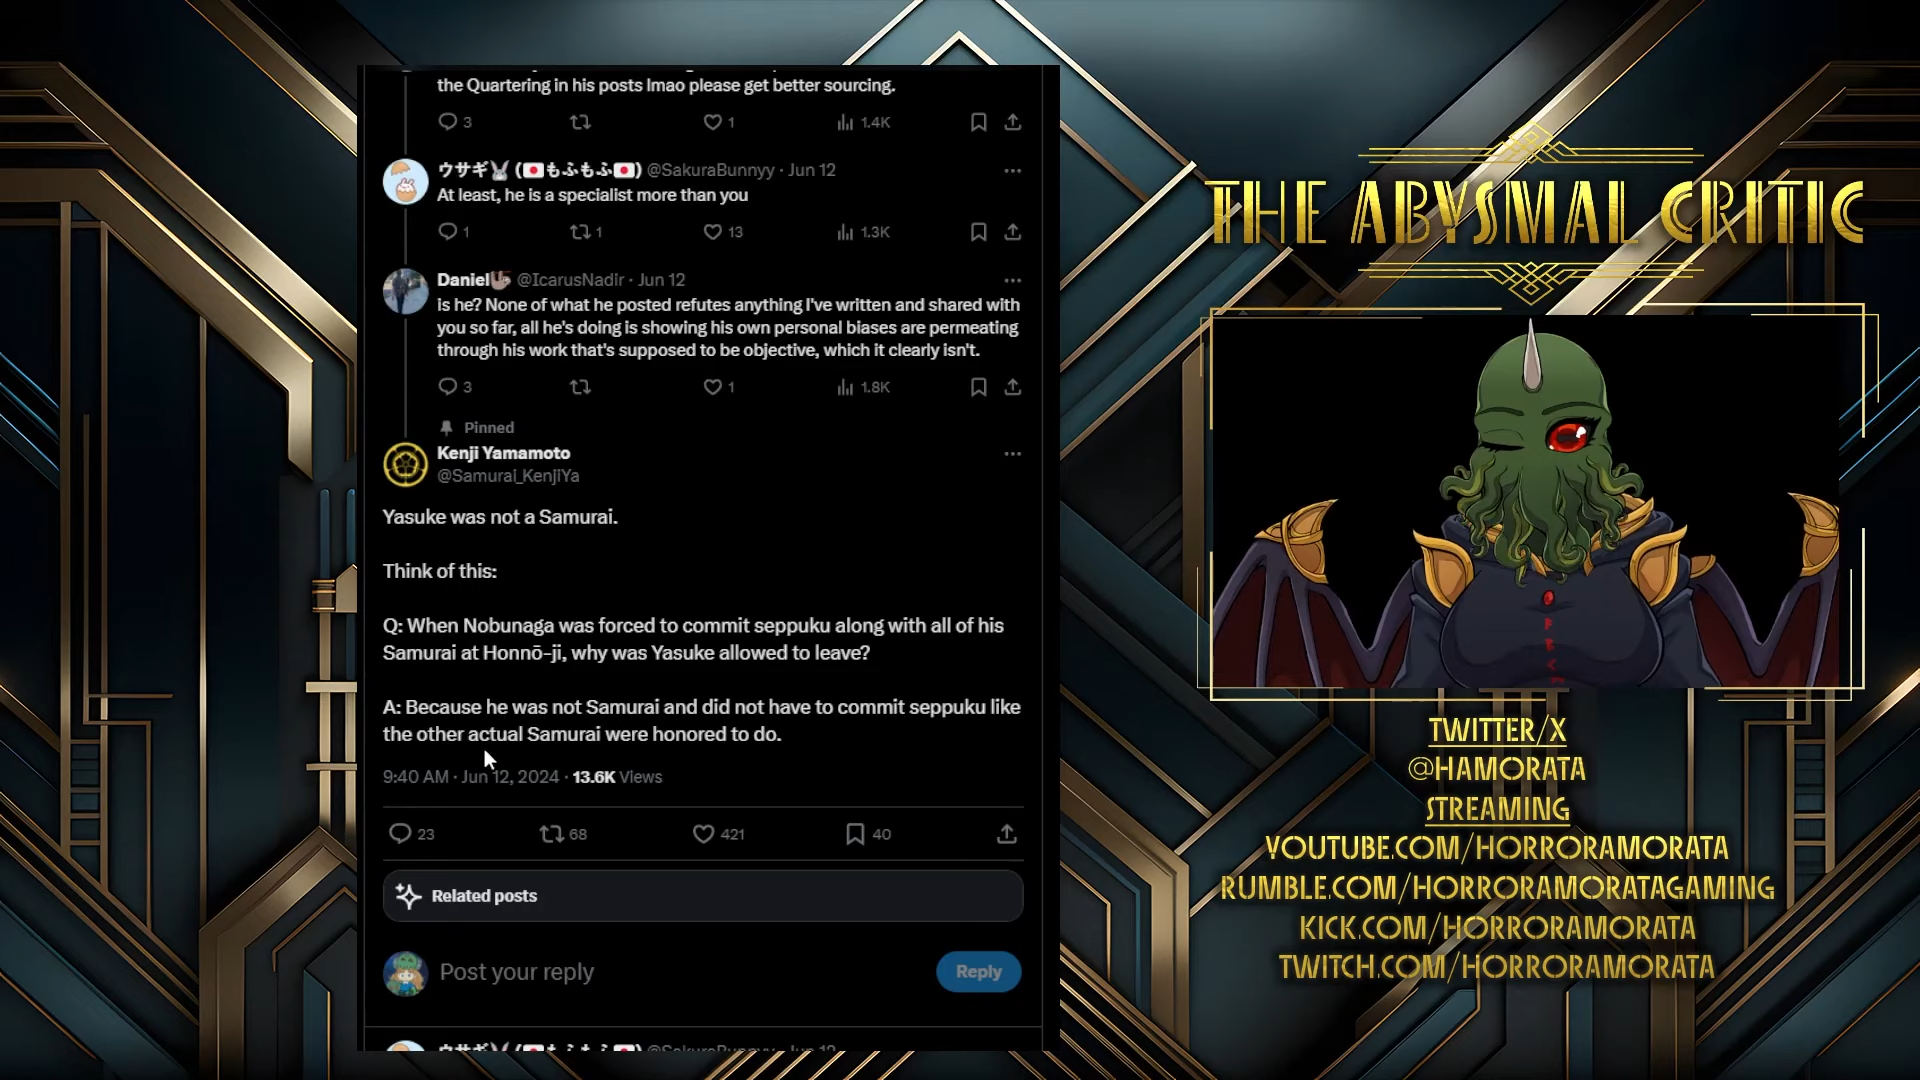 the Quartering in his posts lmao please get better sourcing.
3 1 1.4K
ウサギ🐰 (🇯🇵もふもふ🇯🇵) @SakuraBunnyy · Jun 12
At least, he is a specialist more than you
1 1 13 1.3K
Daniel @IcarusNadir · Jun 12
is he? None of what he posted refutes anything I've written and shared with
you so far, all he's doing is showing his own personal biases are permeating
through his work that's supposed to be objective, which it clearly isn't.
3 1 1.8K
Pinned
Kenji Yamamoto
@Samurai_KenjiYa
Yasuke was not a Samurai.
Think of this:
Q: When Nobunaga was forced to commit seppuku along with all of his
Samurai at Honnō-ji, why was Yasuke allowed to leave?
A: Because he was not Samurai and did not have to commit seppuku like
the other actual Samurai were honored to do.
9:40 AM · Jun 12, 2024 · 13.6K Views
23 68 421 40
Related posts
Post your reply
Reply
THE ABYSMAL CRITIC
TWITTER/X
@HAMORATA
STREAMING
YOUTUBE.COM/HORRORAMORATA
RUMBLE.COM/HORRORAMORATAGAMING
KICK.COM/HORRORAMORATA
TWITCH.COM/HORRORAMORATA